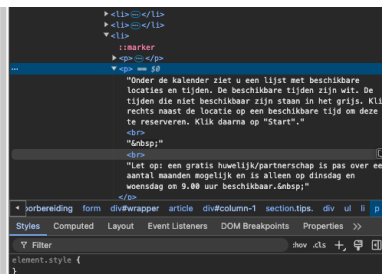 ▶<li>⋯</li>
▶<li>⋯</li>
▼<li>
::marker
▶<p>⋯</p>
⋯ ▼<p> == $0
"Onder de kalender ziet u een lijst met beschikbare
locaties en tijden. De beschikbare tijden zijn wit. De
tijden die niet beschikbaar zijn staan in het grijs. Kli
rechts naast de locatie op een beschikbare tijd om deze
te reserveren. Klik daarna op "Start"."
<br>
"&nbsp;"
<br>
"Let op: een gratis huwelijk/partnerschap is pas over ee
aantal maanden mogelijk en is alleen op dinsdag en
woensdag om 9.00 uur beschikbaar.&nbsp;"
</p>
orbereiding form div#wrapper article div#column-1 section.tips. div ul li p
Styles Computed Layout Event Listeners DOM Breakpoints Properties >>
Filter :hov .cls +
element.style {
}